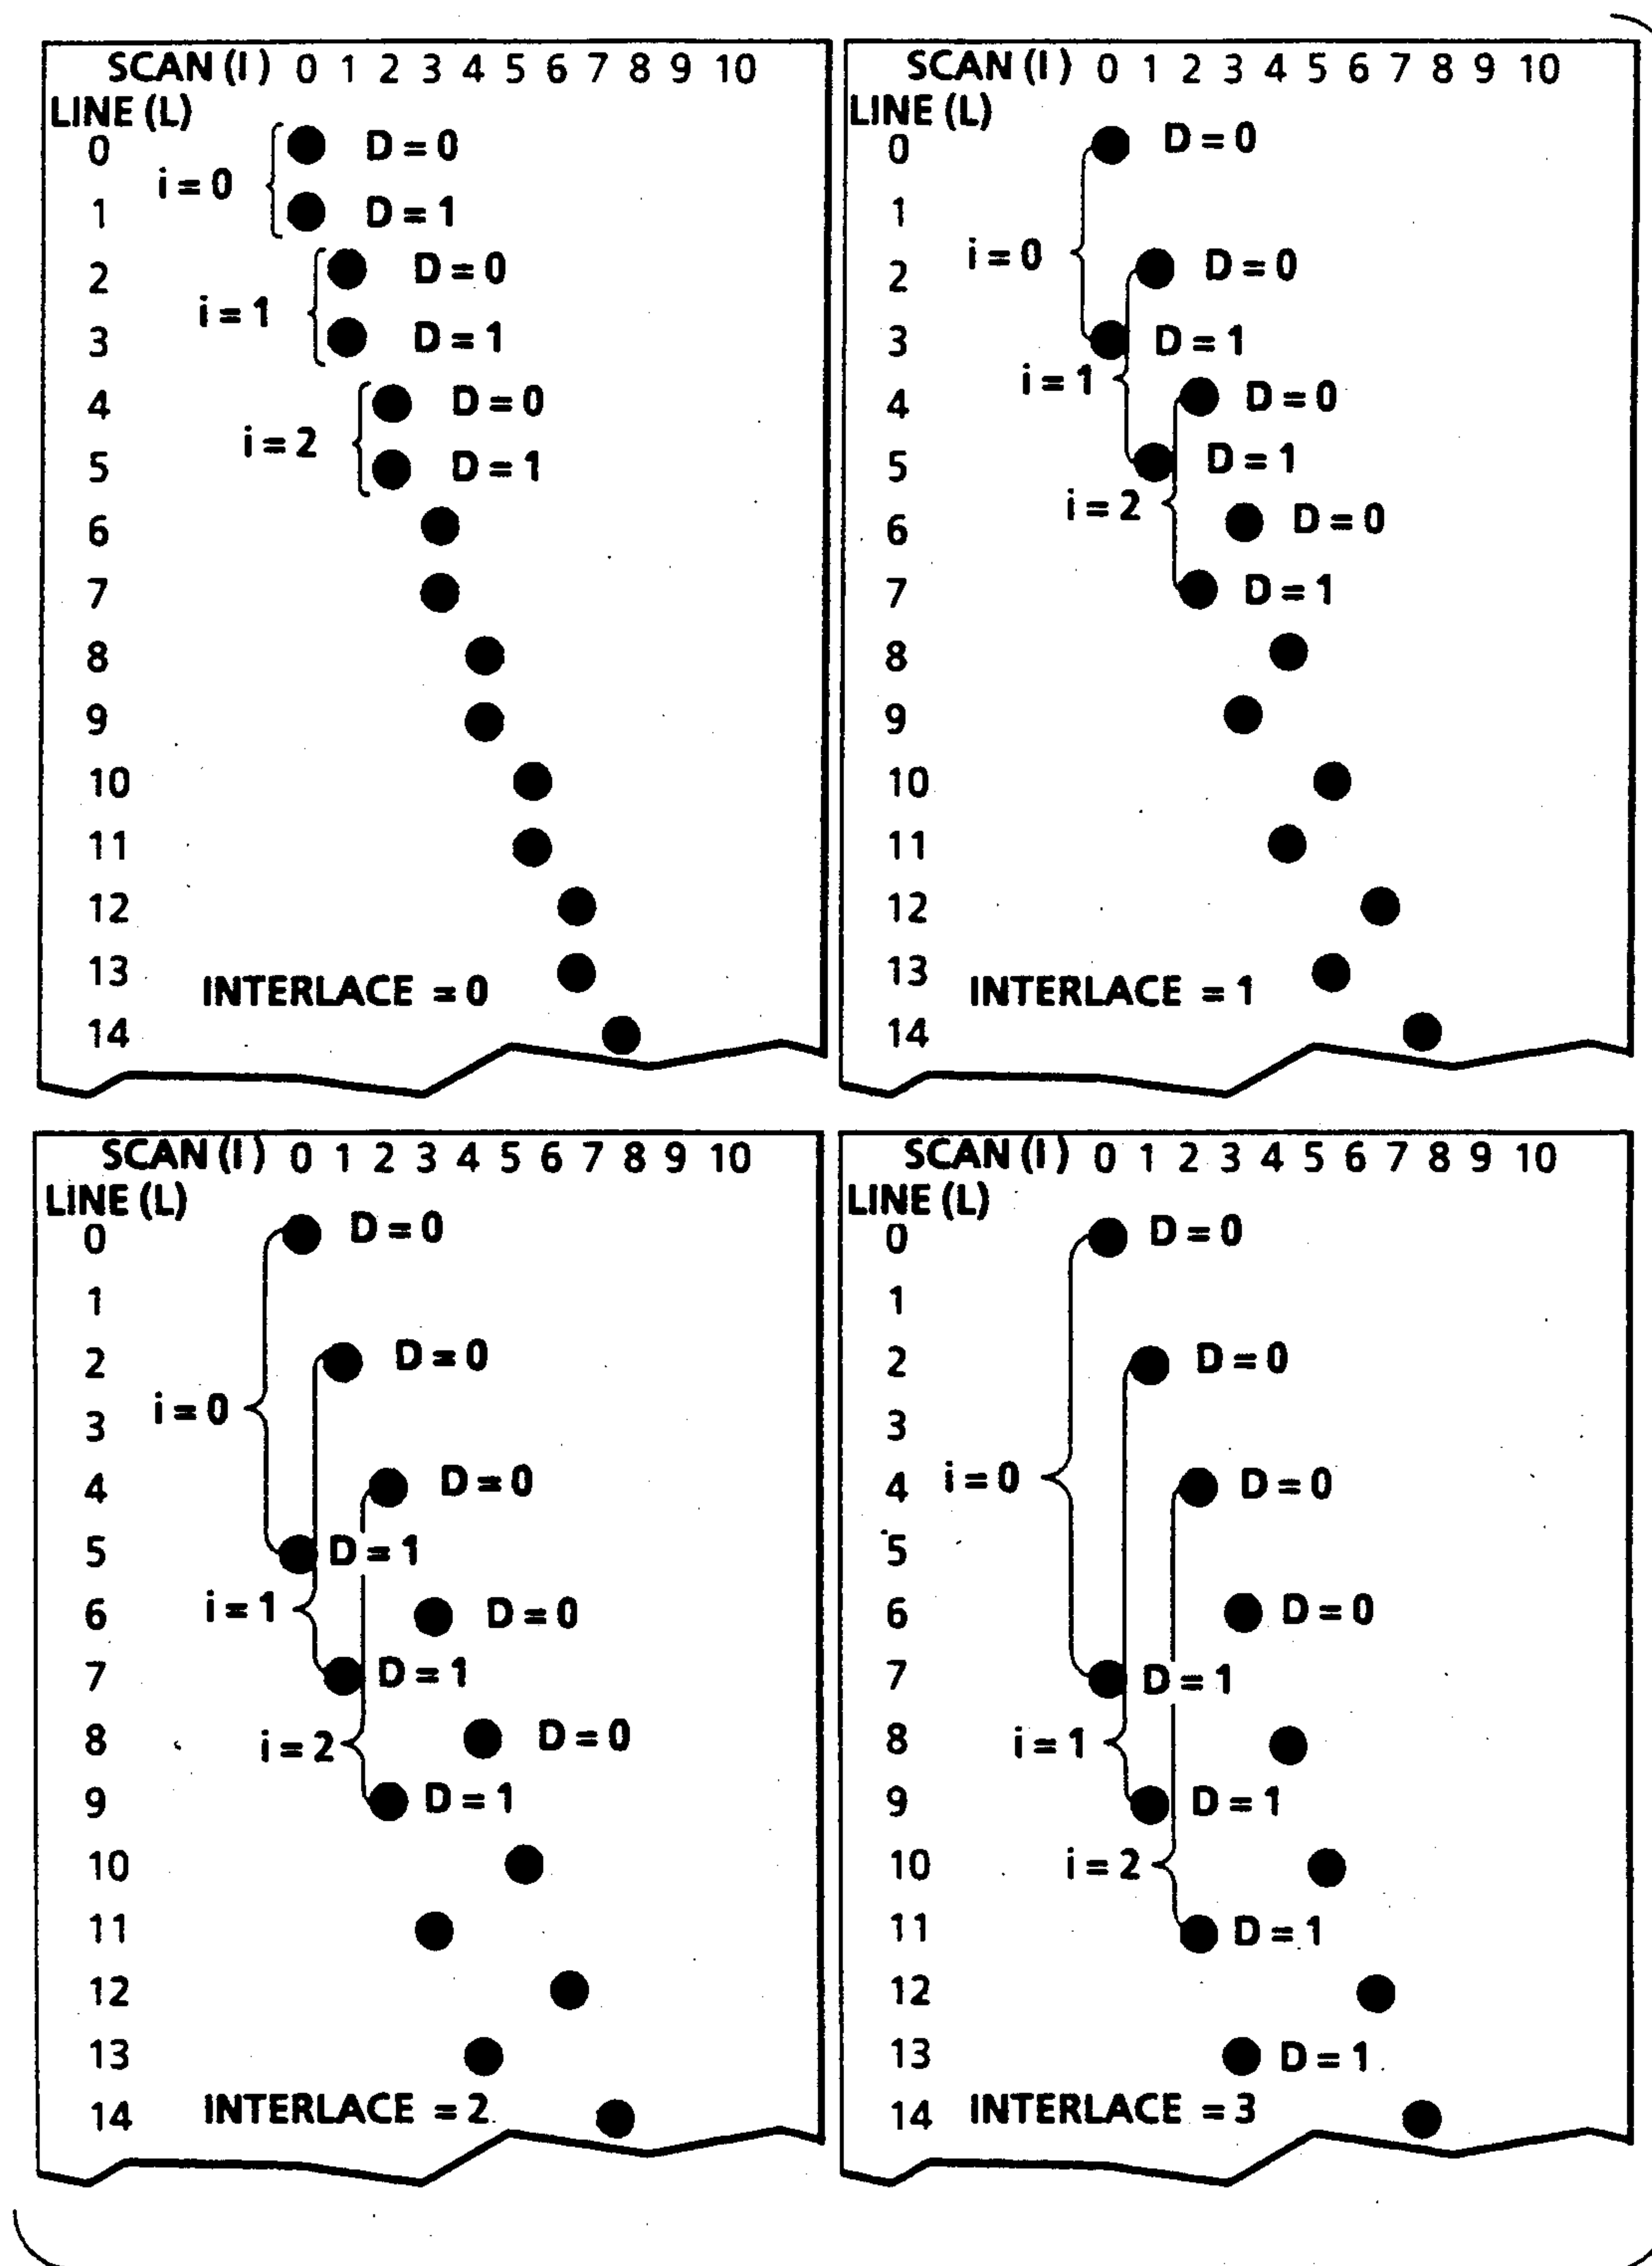 SCAN (I) 0 1 2 3 4 5 6 7 8 9 10
LINE (L)
0 D = 0
i = 0
1 D = 1
2 D = 0
i = 1
3 D = 1
4 D = 0
i = 2
5 D = 1
6
7
8
9
10
11
12
13
INTERLACE = 0
14
SCAN (I) 0 1 2 3 4 5 6 7 8 9 10
LINE (L)
0 D = 0
1
i = 0
2 D = 0
3 D = 1
i = 1
4 D = 0
5 D = 1
i = 2
6 D = 0
7 D = 1
8
9
10
11
12
13
INTERLACE = 1
14
SCAN (I) 0 1 2 3 4 5 6 7 8 9 10
LINE (L)
0 D = 0
1
2 D = 0
i = 0
3
4 D = 0
5 D = 1
i = 1
6 D = 0
7 D = 1
8 D = 0
i = 2
9 D = 1
10
11
12
13
14 INTERLACE = 2
SCAN (I) 0 1 2 3 4 5 6 7 8 9 10
LINE (L)
0 D = 0
1
2 D = 0
3
i = 0
4 D = 0
5
6 D = 0
7 D = 1
8
i = 1
9 D = 1
10
i = 2
11 D = 1
12
13 D = 1
14 INTERLACE = 3